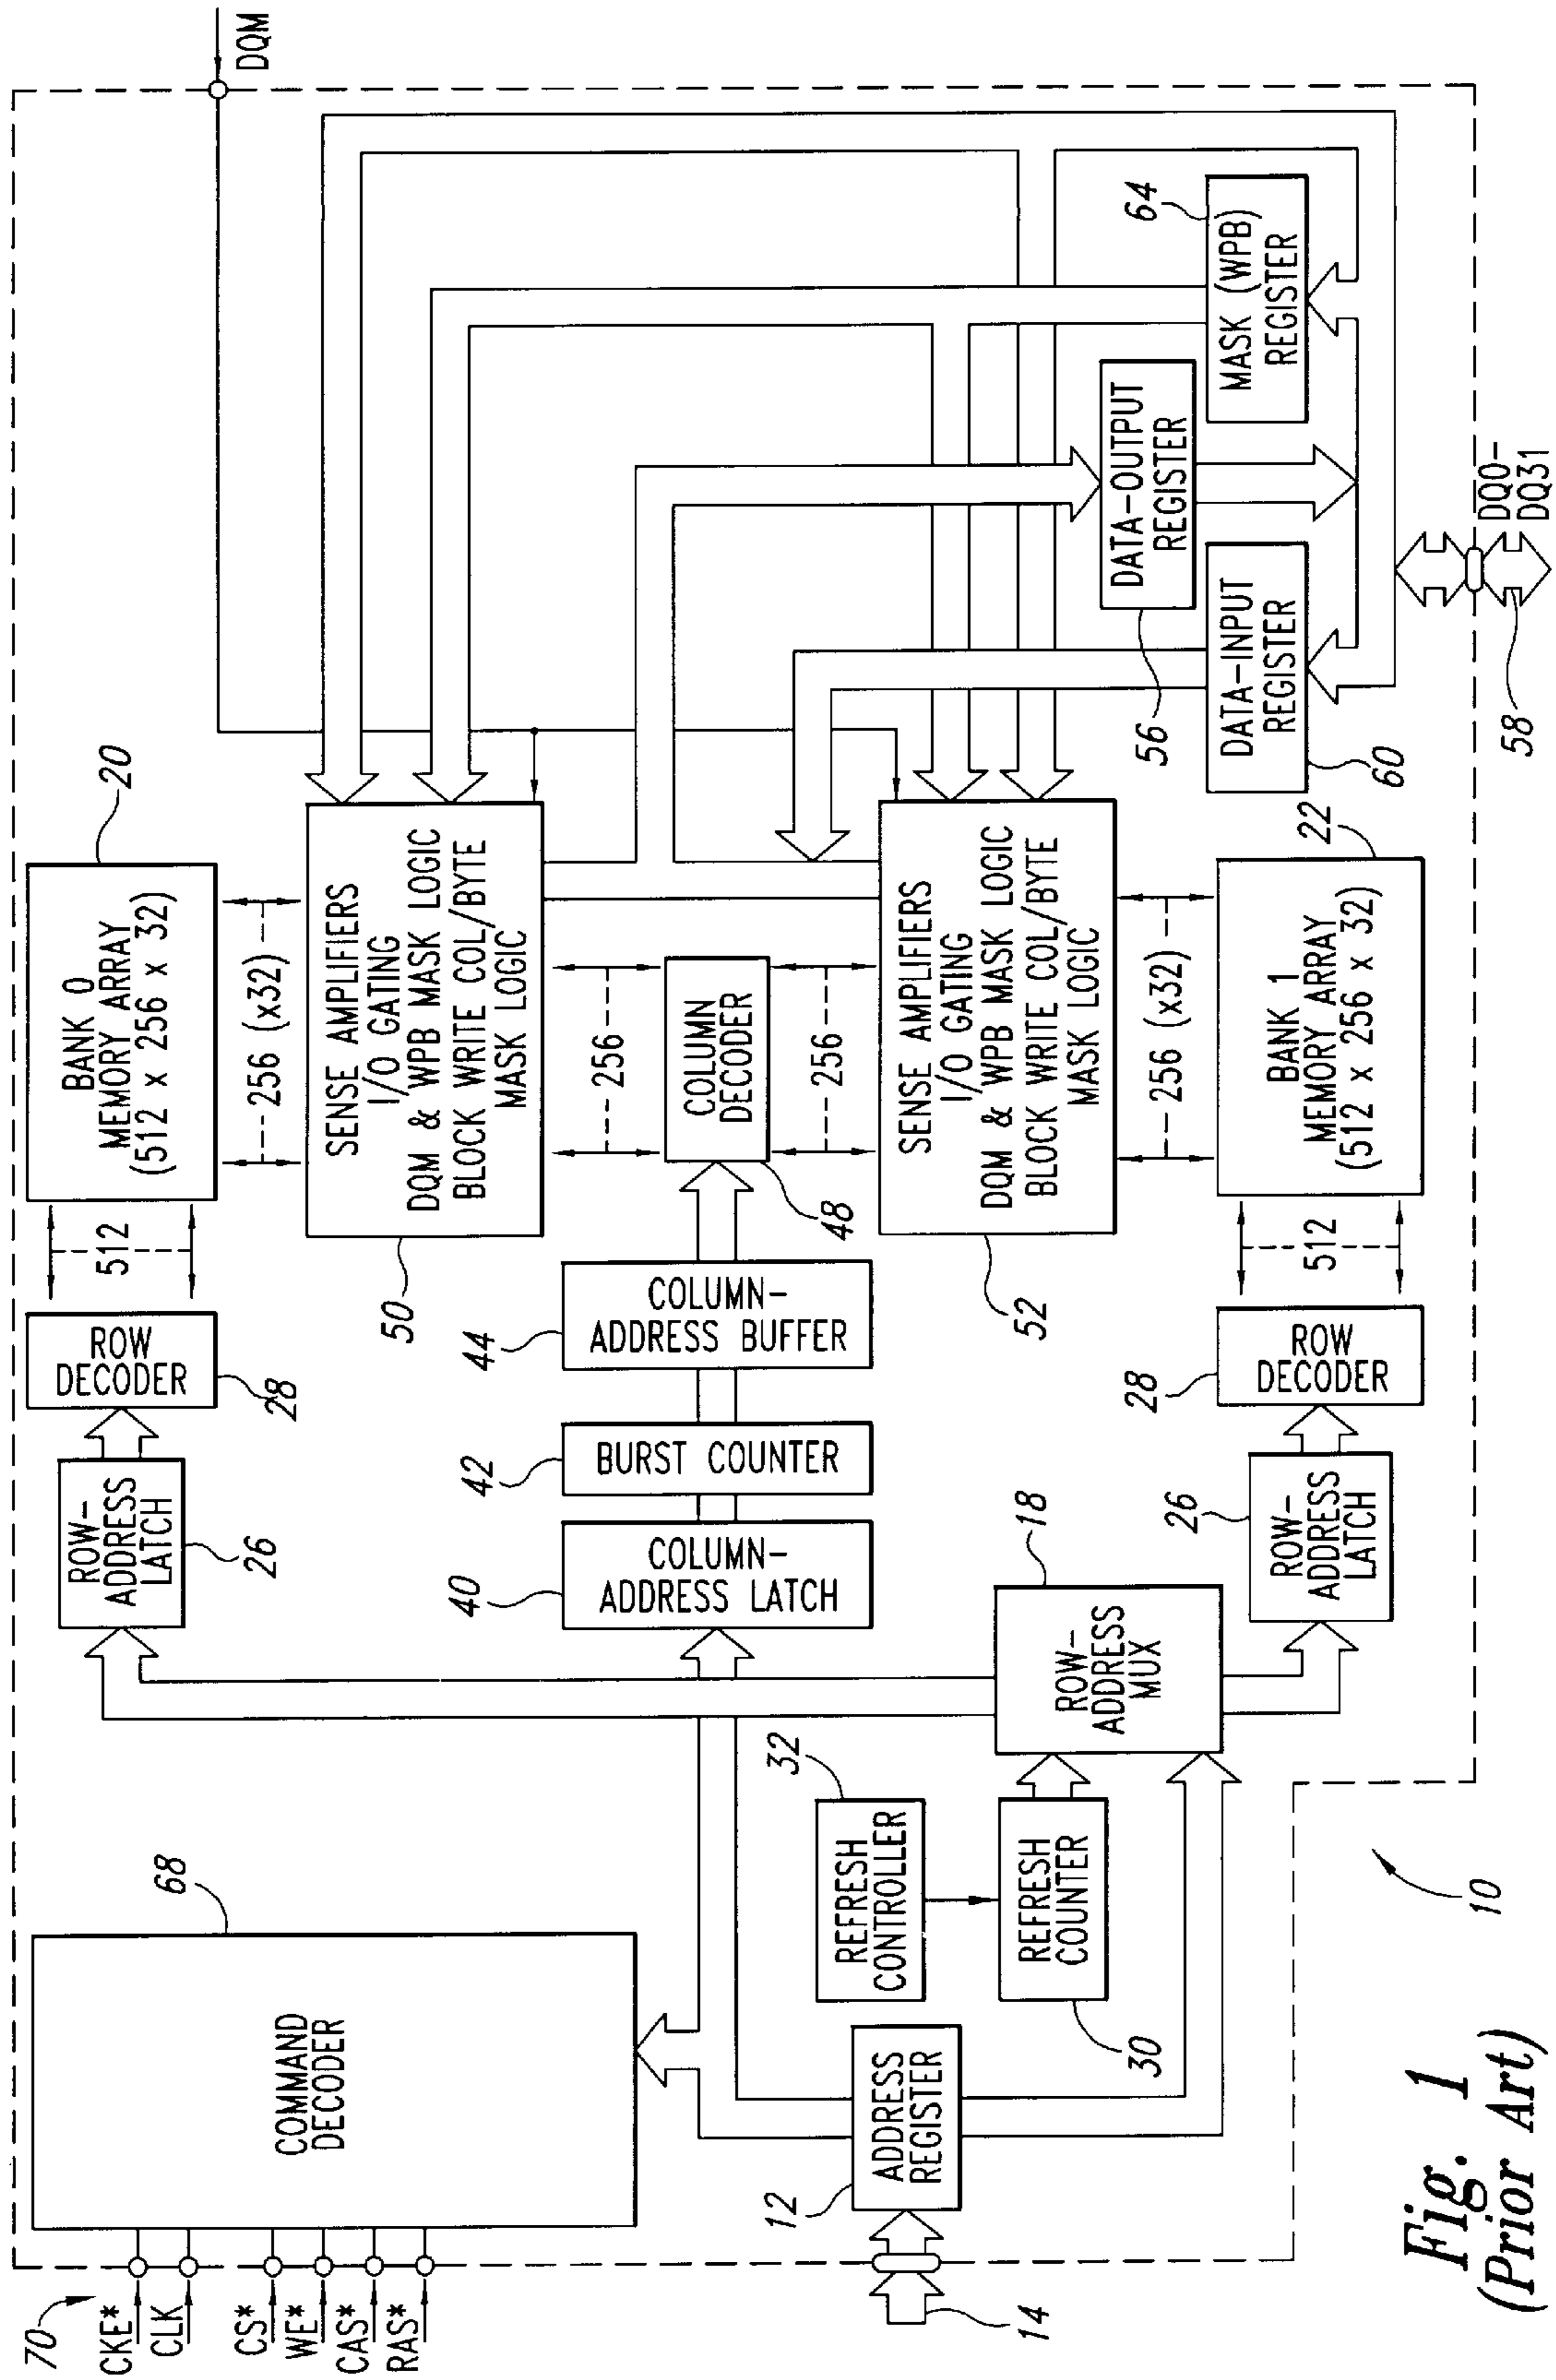 70
CKE*
CLK
CS*
WE*
CAS*
RAS*
COMMAND
DECODER
68
14
12
ADDRESS
REGISTER
REFRESH
CONTROLLER
32
REFRESH
COUNTER
30
ROW-
ADDRESS
MUX
18
ROW-
ADDRESS
LATCH
26
ROW
DECODER
28
512
BANK 0
MEMORY ARRAY
(512 x 256 x 32)
20
256 (x32)
SENSE AMPLIFIERS
I/O GATING
DQM & WPB MASK LOGIC
BLOCK WRITE COL/BYTE
MASK LOGIC
50
256
COLUMN-
ADDRESS LATCH
40
BURST COUNTER
42
COLUMN-
ADDRESS BUFFER
44
COLUMN
DECODER
48
256
SENSE AMPLIFIERS
I/O GATING
DQM & WPB MASK LOGIC
BLOCK WRITE COL/BYTE
MASK LOGIC
52
256 (x32)
ROW-
ADDRESS
LATCH
26
ROW
DECODER
28
512
BANK 1
MEMORY ARRAY
(512 x 256 x 32)
22
DQM
DATA-OUTPUT
REGISTER
56
DATA-INPUT
REGISTER
60
MASK (WPB)
REGISTER
64
DQ0-
DQ31
58
10
Fig. 1
(Prior Art)